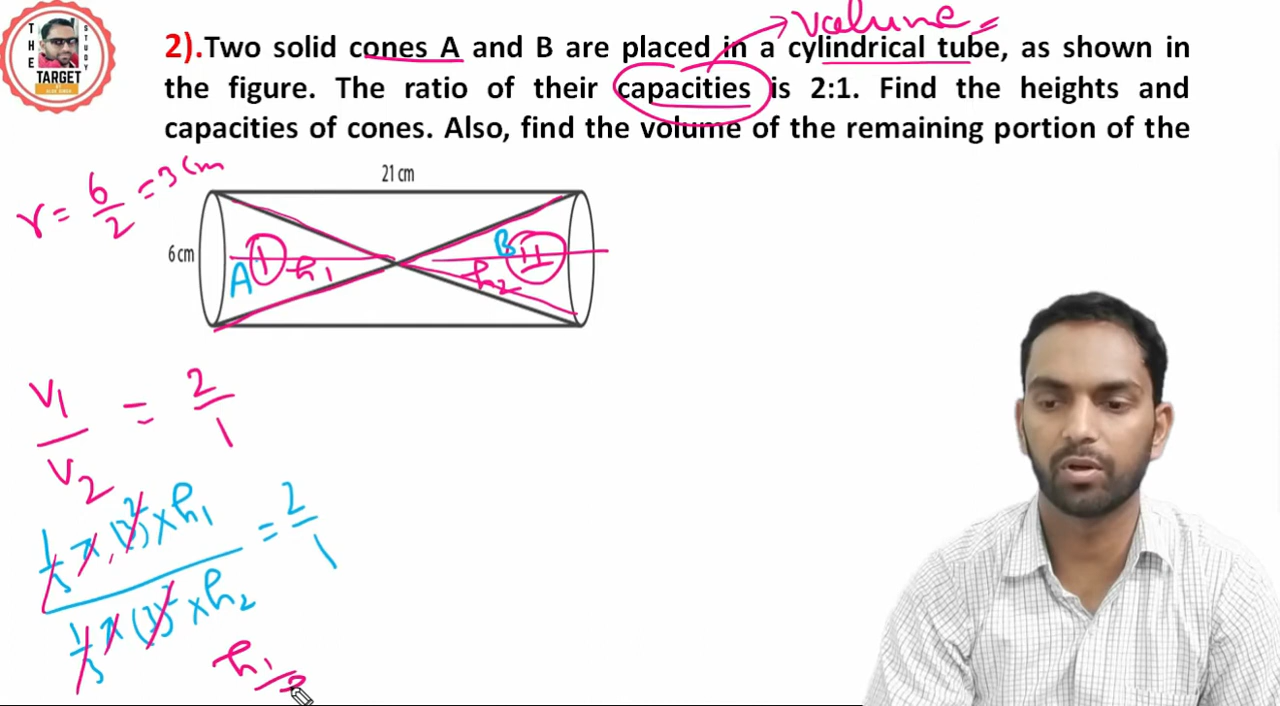 THE
STUDY
TARGET
volume =
2).Two solid cones A and B are placed in a cylindrical tube, as shown in
the figure. The ratio of their capacities is 2:1. Find the heights and
capacities of cones. Also, find the volume of the remaining portion of the
r = 6/2 = 3 cm
21 cm
6 cm
A I h₁
B II h₂
V₁/V₂ = 2/1
1/3 π (3)² × h₁ / 1/3 π (3)² × h₂ = 2/1
h₁/